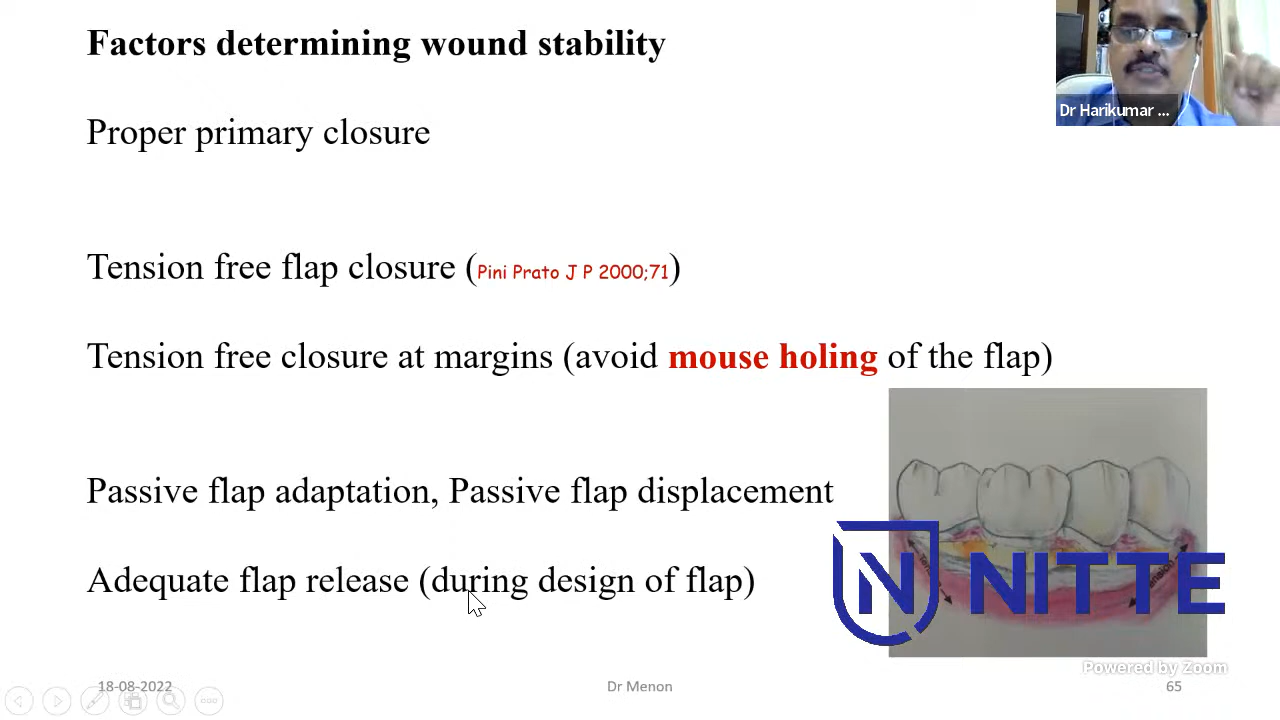 Factors determining wound stability
Dr Harikumar ...
Proper primary closure
Tension free flap closure (Pini Prato J P 2000;71)
Tension free closure at margins (avoid mouse holing of the flap)
Passive flap adaptation, Passive flap displacement
Adequate flap release (during design of flap)
NITTE
Powered by Zoom
18-08-2022
Dr Menon
65